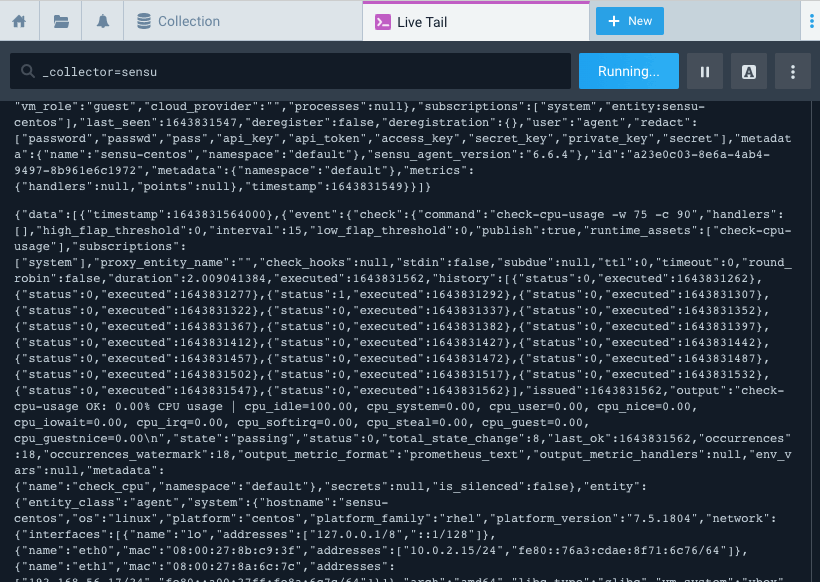 Collection
Live Tail
+ New
_collector=sensu
Running...
A
"vm_role":"guest","cloud_provider":"","processes":null},"subscriptions":["system","entity:sensu-
centos"],"last_seen":1643831547,"deregister":false,"deregistration":{},"user":"agent","redact":
["password","passwd","pass","api_key","api_token","access_key","secret_key","private_key","secret"],"metadat
a":{"name":"sensu-centos","namespace":"default"},"sensu_agent_version":"6.6.4"},"id":"a23e0c03-8e6a-4ab4-
9497-8b961e6c1972","metadata":{"namespace":"default"},"metrics":
{"handlers":null,"points":null},"timestamp":1643831549}}]}
{"data":[{"timestamp":1643831564000},{"event":{"check":{"command":"check-cpu-usage -w 75 -c 90","handlers":
[],"high_flap_threshold":0,"interval":15,"low_flap_threshold":0,"publish":true,"runtime_assets":["check-cpu-
usage"],"subscriptions":
["system"],"proxy_entity_name":"","check_hooks":null,"stdin":false,"subdue":null,"ttl":0,"timeout":0,"round_
robin":false,"duration":2.009041384,"executed":1643831562,"history":[{"status":0,"executed":1643831262},
{"status":0,"executed":1643831277},{"status":1,"executed":1643831292},{"status":0,"executed":1643831307},
{"status":0,"executed":1643831322},{"status":0,"executed":1643831337},{"status":0,"executed":1643831352},
{"status":0,"executed":1643831367},{"status":0,"executed":1643831382},{"status":0,"executed":1643831397},
{"status":0,"executed":1643831412},{"status":0,"executed":1643831427},{"status":0,"executed":1643831442},
{"status":0,"executed":1643831457},{"status":0,"executed":1643831472},{"status":0,"executed":1643831487},
{"status":0,"executed":1643831502},{"status":0,"executed":1643831517},{"status":0,"executed":1643831532},
{"status":0,"executed":1643831547},{"status":0,"executed":1643831562}],"issued":1643831562,"output":"check-
cpu-usage OK: 0.00% CPU usage | cpu_idle=100.00, cpu_system=0.00, cpu_user=0.00, cpu_nice=0.00,
cpu_iowait=0.00, cpu_irq=0.00, cpu_softirq=0.00, cpu_steal=0.00, cpu_guest=0.00,
cpu_guestnice=0.00\n","state":"passing","status":0,"total_state_change":8,"last_ok":1643831562,"occurrences"
:18,"occurrences_watermark":18,"output_metric_format":"prometheus_text","output_metric_handlers":null,"env_v
ars":null,"metadata":
{"name":"check_cpu","namespace":"default"},"secrets":null,"is_silenced":false},"entity":
{"entity_class":"agent","system":{"hostname":"sensu-
centos","os":"linux","platform":"centos","platform_family":"rhel","platform_version":"7.5.1804","network":
{"interfaces":[{"name":"lo","addresses":["127.0.0.1/8","::1/128"]},
{"name":"eth0","mac":"08:00:27:8b:c9:3f","addresses":["10.0.2.15/24","fe80::76a3:cdae:8f71:6c76/64"]},
{"name":"eth1","mac":"08:00:27:8a:6c:7c","addresses":